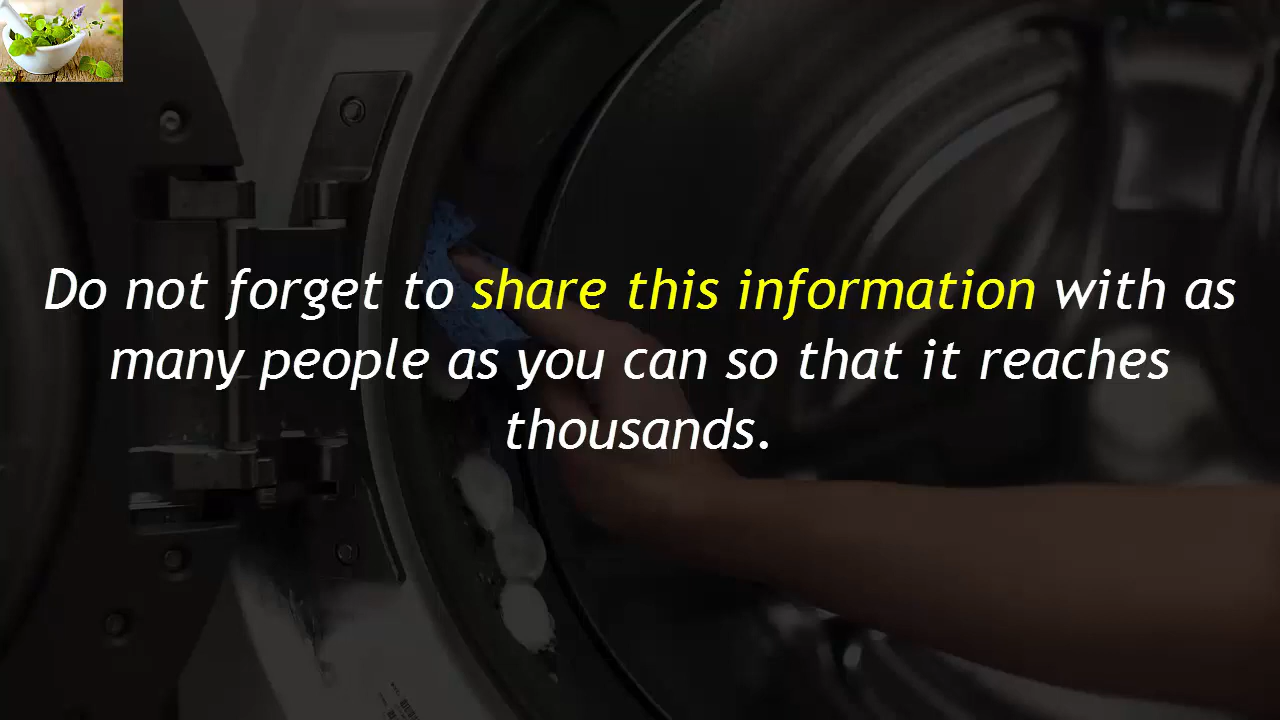 Do not forget to share this information with as
many people as you can so that it reaches
thousands.